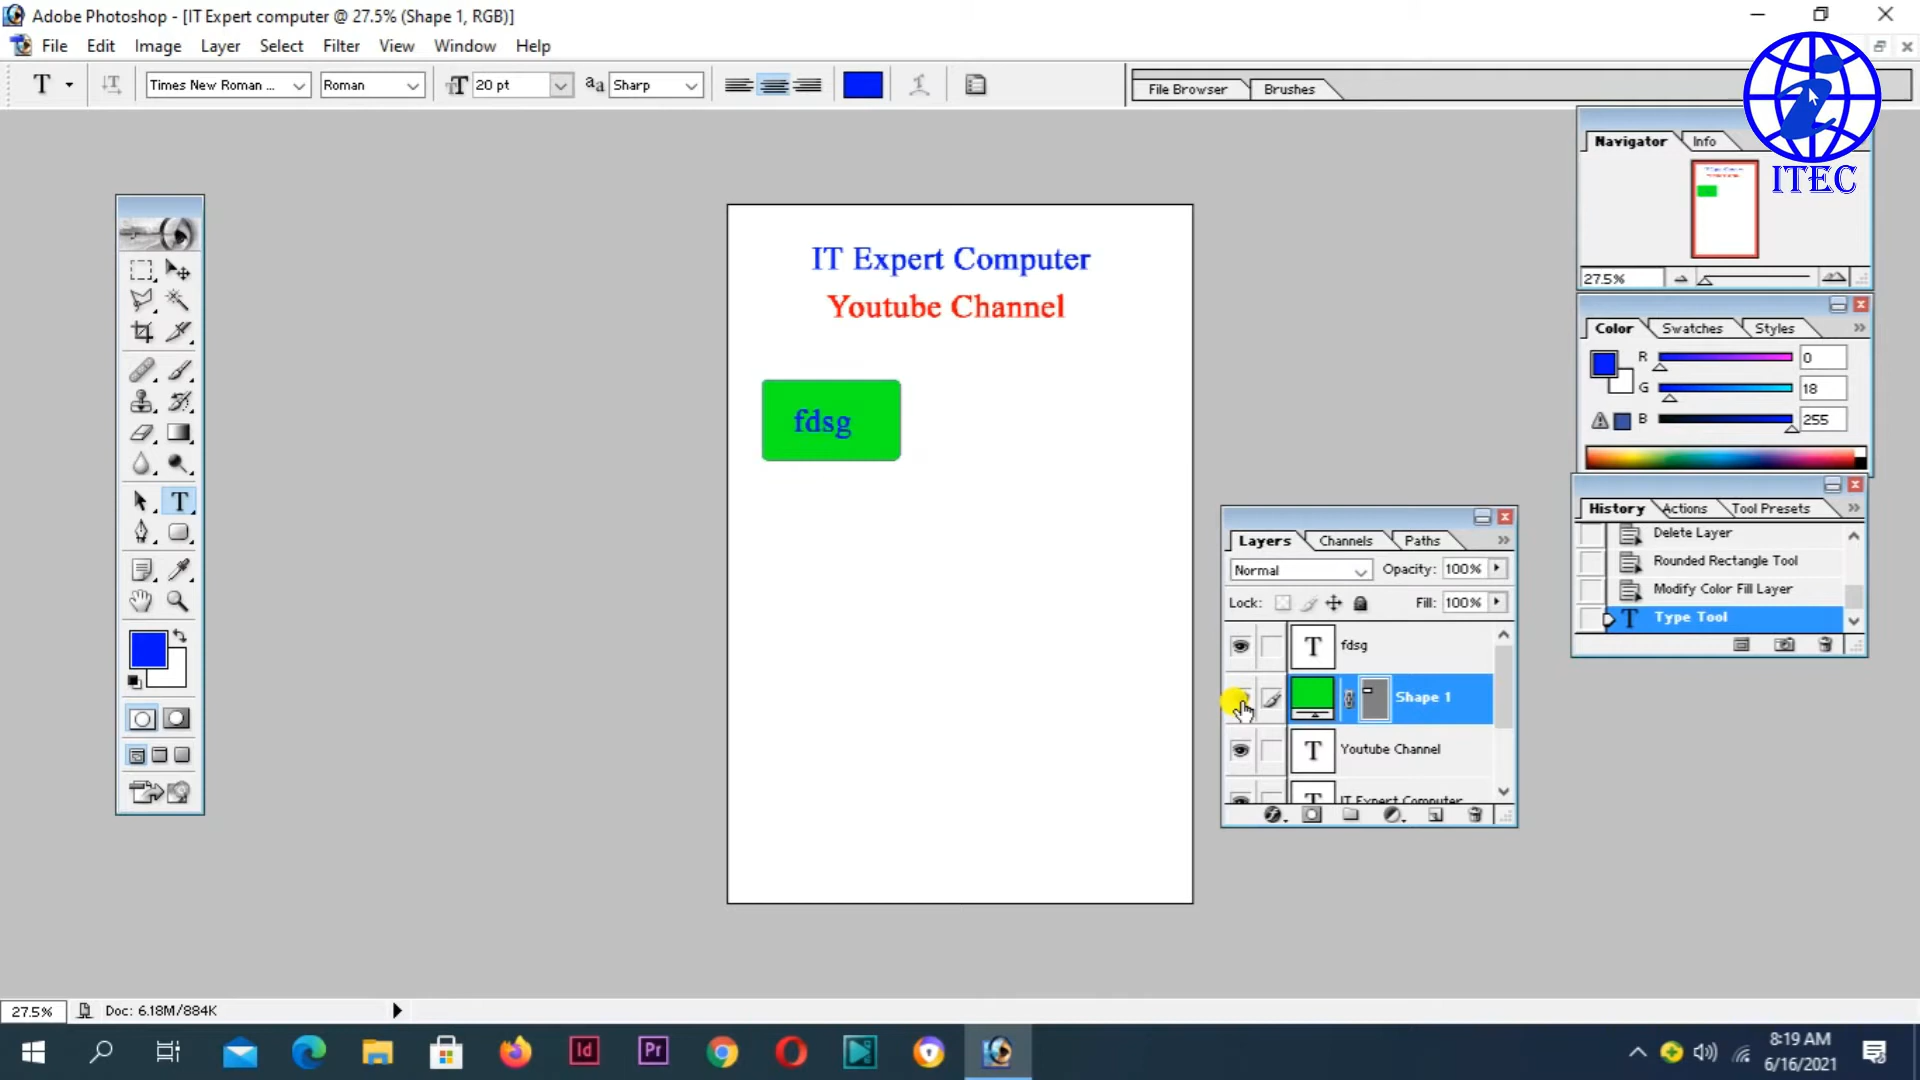 Adobe Photoshop - [IT Expert computer @ 27.5% (Shape 1, RGB)]
File Edit Image Layer Select Filter View Window Help
T Times New Roman ... Roman 20 pt aa Sharp
File Browser Brushes
ITEC
Navigator Info
27.5%
Color Swatches Styles
R 0
G 18
B 255
History Actions Tool Presets
Delete Layer
Rounded Rectangle Tool
Modify Color Fill Layer
T Type Tool
IT Expert Computer
Youtube Channel
fdsg
T
Layers Channels Paths
Normal Opacity: 100%
Lock: Fill: 100%
T fdsg
Shape 1
T Youtube Channel
T IT Expert Computer
27.5% Doc: 6.18M/884K
Id Pr
8:19 AM
6/16/2021